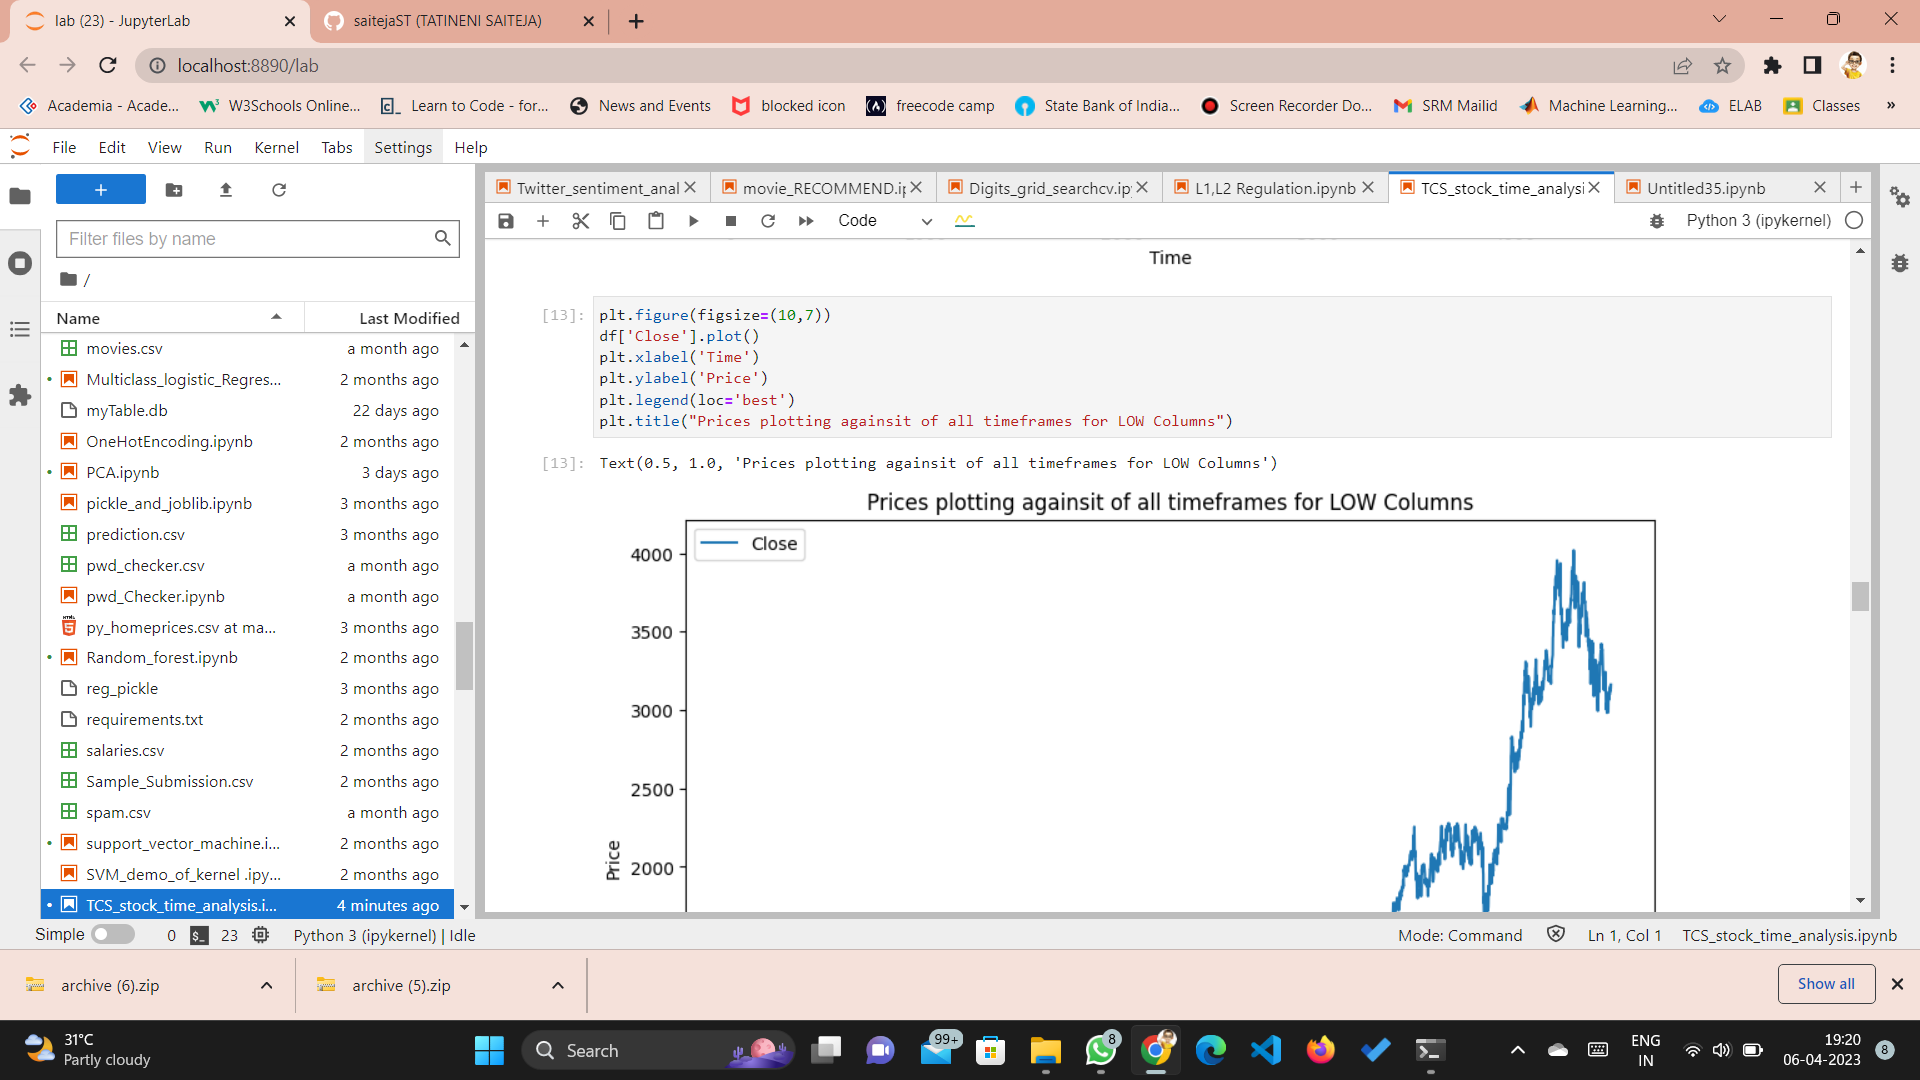 lab (23) - JupyterLab
saitejaST (TATINENI SAITEJA)
localhost:8890/lab
Academia - Acade...
W3Schools Online...
Learn to Code - for...
News and Events
blocked icon
freecode camp
State Bank of India...
Screen Recorder Do...
SRM Mailid
Machine Learning...
ELAB
Classes
»
File Edit View Run Kernel Tabs Settings Help
Filter files by name
/
Name Last Modified
movies.csv a month ago
Multiclass_logistic_Regres... 2 months ago
myTable.db 22 days ago
OneHotEncoding.ipynb 2 months ago
PCA.ipynb 3 days ago
pickle_and_joblib.ipynb 3 months ago
prediction.csv 3 months ago
pwd_checker.csv a month ago
pwd_Checker.ipynb a month ago
py_homeprices.csv at ma... 3 months ago
Random_forest.ipynb 2 months ago
reg_pickle 3 months ago
requirements.txt 2 months ago
salaries.csv 2 months ago
Sample_Submission.csv 2 months ago
spam.csv a month ago
support_vector_machine.i... 2 months ago
SVM_demo_of_kernel .ipy... 2 months ago
TCS_stock_time_analysis.i... 4 minutes ago
Twitter_sentiment_anal
movie_RECOMMEND.i
Digits_grid_searchcv.ip
L1,L2 Regulation.ipynb
TCS_stock_time_analysi
Untitled35.ipynb
Code
Python 3 (ipykernel)
Time
[13]:
plt.figure(figsize=(10,7))
df['Close'].plot()
plt.xlabel('Time')
plt.ylabel('Price')
plt.legend(loc='best')
plt.title("Prices plotting againsit of all timeframes for LOW Columns")
[13]: Text(0.5, 1.0, 'Prices plotting againsit of all timeframes for LOW Columns')
Prices plotting againsit of all timeframes for LOW Columns
Close
4000
3500
3000
2500
2000
Price
Simple 0 $_ 23 Python 3 (ipykernel) | Idle
Mode: Command Ln 1, Col 1 TCS_stock_time_analysis.ipynb
archive (6).zip
archive (5).zip
Show all
31°C
Partly cloudy
Search
99+
8
ENG
IN
19:20
06-04-2023
8